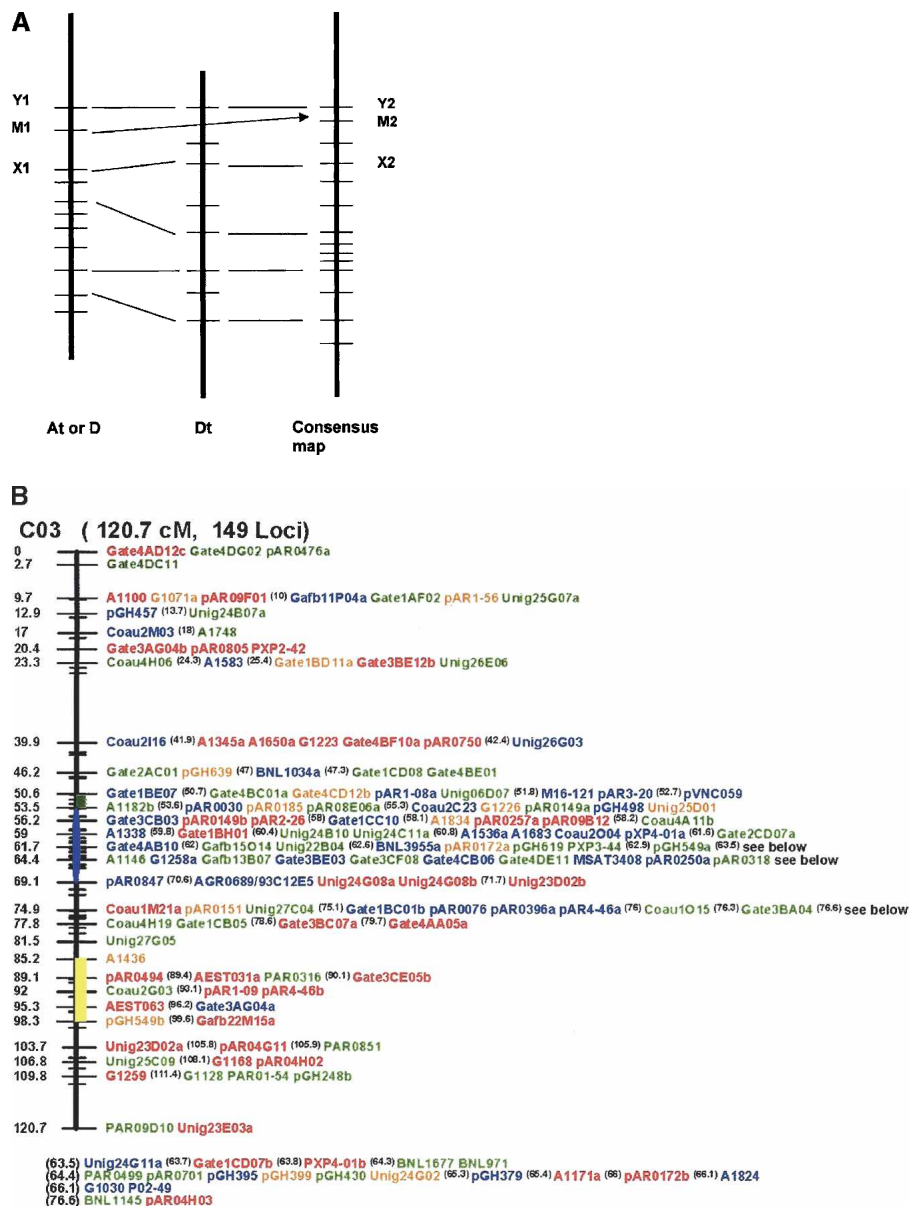 A
Y1
Y2
M1
M2
X1
X2
At or D
Dt
Consensus
map
B
C03 ( 120.7 cM, 149 Loci)
0 Gate4AD12c Gate4DG02 pAR0476a
2.7 Gate4DC11
9.7 A1100 G1071a pAR09F01 (10) Gafb11P04a Gate1AF02 pAR1-56 Unig25G07a
12.9 pGH457 (13.7) Unig24B07a
17 Coau2M03 (18) A1748
20.4 Gate3AG04b pAR0805 PXP2-42
23.3 Coau4H06 (24.3) A1583 (25.4) Gate1BD11a Gate3BE12b Unig26E06
39.9 Coau2I16 (41.9) A1345a A1650a G1223 Gate4BF10a pAR0750 (42.4) Unig26G03
46.2 Gate2AC01 pGH639 (47) BNL1034a (47.3) Gate1CD08 Gate4BE01
50.6 Gate1BE07 (50.7) Gate4BC01a Gate4CD12b pAR1-08a Unig06D07 (51.8) M16-121 pAR3-20 (52.7) pVNC059
53.5 A1182b (53.6) pAR0030 pAR0185 pAR08E06a (55.3) Coau2C23 G1226 pAR0149a pGH498 Unig25D01
56.2 Gate3CB03 pAR0149b pAR2-26 (58) Gate1CC10 (58.1) A1834 pAR0257a pAR09B12 (58.2) Coau4A11b
59 A1338 (59.8) Gate1BH01 (60.4) Unig24B10 Unig24C11a (60.8) A1536a A1683 Coau2O04 pXP4-01a (61.6) Gate2CD07a
61.7 Gate4AB10 (62) Gafb15O14 Unig22B04 (62.6) BNL3955a pAR0172a pGH619 PXP3-44 (62.9) pGH549a (63.5) see below
64.4 A1146 G1258a Gafb13B07 Gate3BE03 Gate3CF08 Gate4CB06 Gate4DE11 MSAT3408 pAR0250a pAR0318 see below
69.1 pAR0847 (70.6) AGR0689/93C12E5 Unig24G08a Unig24G08b (71.7) Unig23D02b
74.9 Coau1M21a pAR0151 Unig27C04 (75.1) Gate1BC01b pAR0076 pAR0396a pAR4-46a (76) Coau1O15 (76.3) Gate3BA04 (76.6) see below
77.8 Coau4H19 Gate1CB05 (78.6) Gate3BC07a (79.7) Gate4AA05a
81.5 Unig27G05
85.2 A1436
89.1 pAR0494 (89.4) AEST031a PAR0316 (90.1) Gate3CE05b
92 Coau2G03 (93.1) pAR1-09 pAR4-46b
95.3 AEST063 (96.2) Gate3AG04a
98.3 pGH549b (99.6) Gafb22M15a
103.7 Unig23D02a (105.8) pAR04G11 (105.9) PAR0851
106.8 Unig25C09 (108.1) G1168 pAR04H02
109.8 G1259 (111.4) G1128 PAR01-54 pGH248b
120.7 PAR09D10 Unig23E03a
(63.5) Unig24G11a (63.7) Gate1CD07b (63.8) PXP4-01b (64.3) BNL1677 BNL971
(64.4) PAR0499 pAR0701 pGH395 pGH399 pGH430 Unig24G02 (65.3) pGH379 (65.4) A1171a (66) pAR0172b (66.1) A1824
(66.1) G1030 P02-49
(76.6) BNL1145 pAR04H03